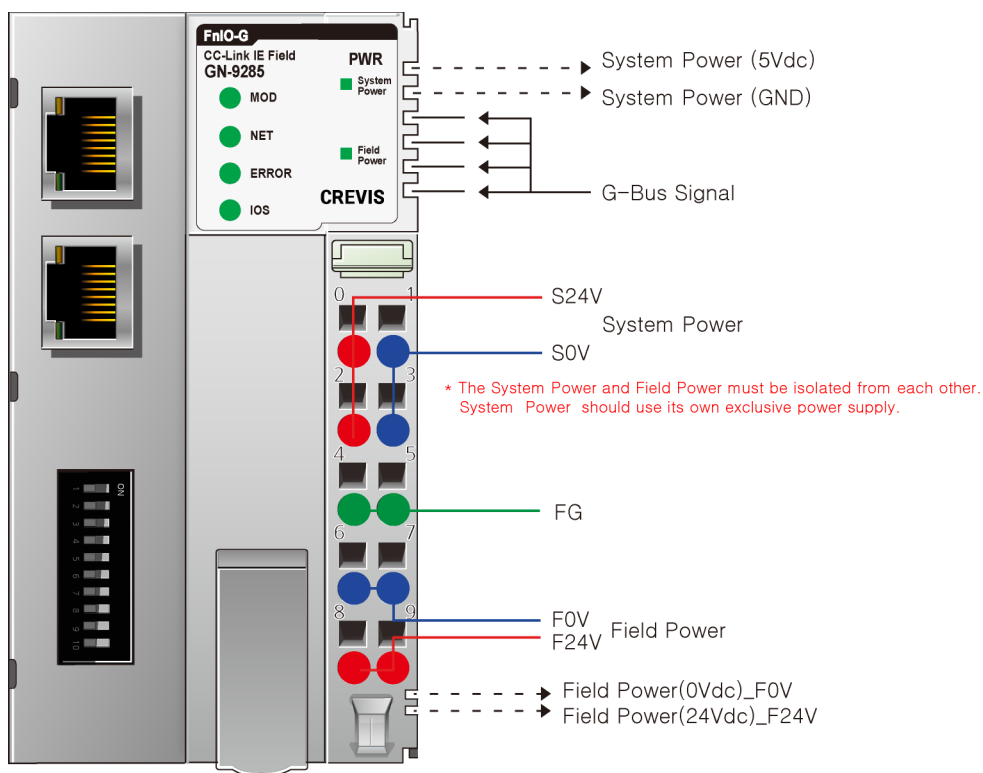 FnIO-G
CC-Link IE Field
GN-9285
PWR
MOD
NET
ERROR
IOS
System
Power
Field
Power
CREVIS
System Power (5Vdc)
System Power (GND)
G-Bus Signal
0
1
S24V
System Power
S0V
2
3
* The System Power and Field Power must be isolated from each other.
System Power should use its own exclusive power supply.
4
5
FG
6
7
8
9
F0V
F24V
Field Power
Field Power(0Vdc)_F0V
Field Power(24Vdc)_F24V
ON
1
2
3
4
5
6
7
8
9
10